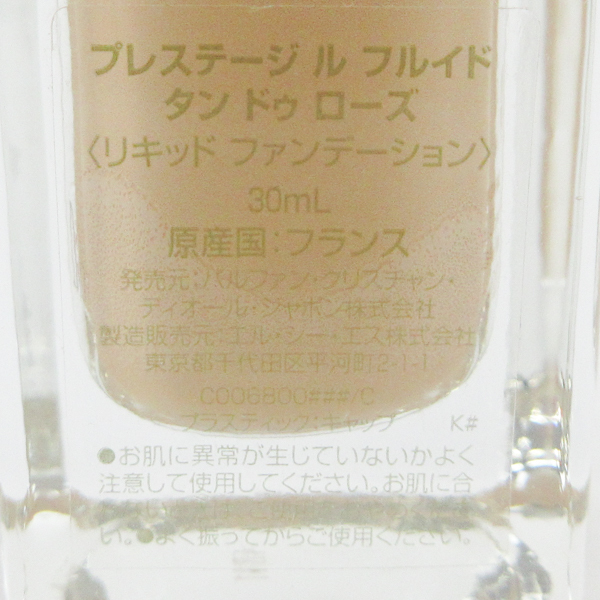 プレステージ ル フルイド
タン ドゥ ローズ
〈リキッド ファンデーション〉
30mL
原産国：フランス
発売元：パルファン・クリスチャン・
ディオール・ジャポン株式会社
製造販売元：エル・シー・エス株式会社
東京都千代田区平河町2-1-1
C006800###/C
プラスティック：キャップ K#
●お肌に異常が生じていないかよく
注意して使用してください。お肌に合
い。●よく振ってからご使用ください。